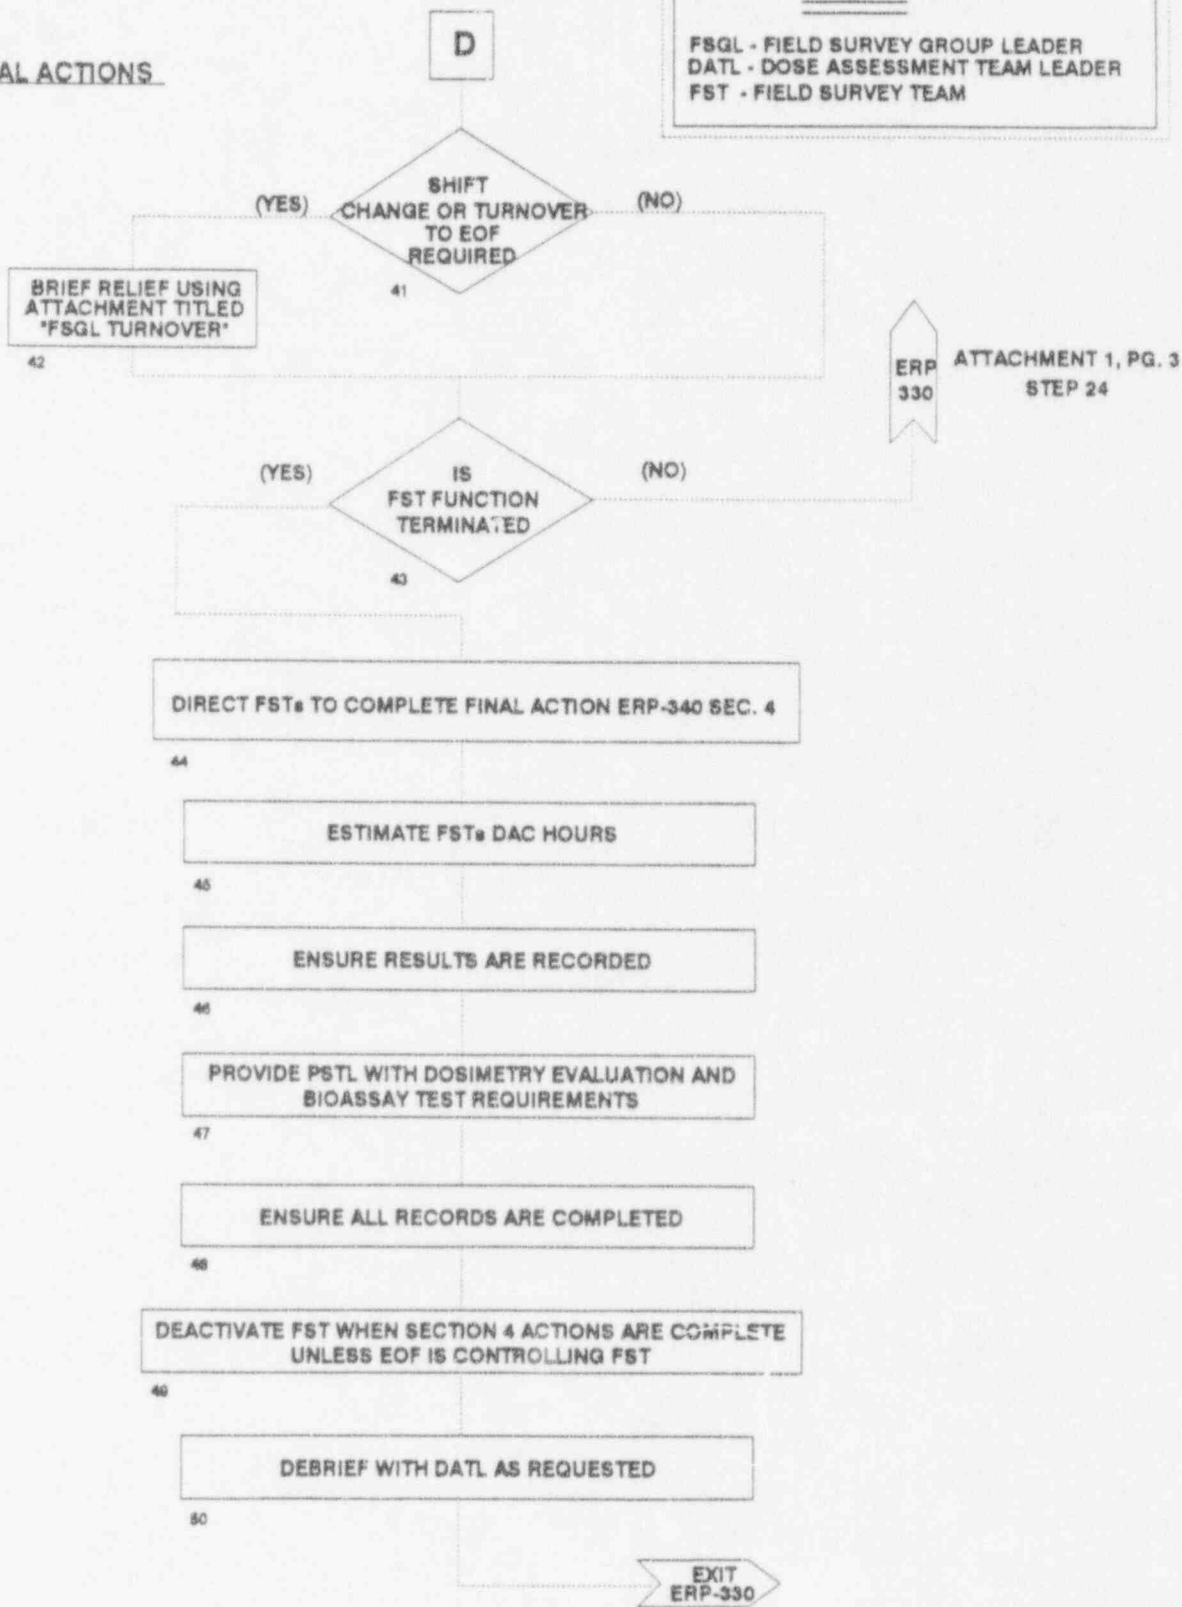 D
AL ACTIONS
FSGL - FIELD SURVEY GROUP LEADER
DATL - DOSE ASSESSMENT TEAM LEADER
FST - FIELD SURVEY TEAM
SHIFT
CHANGE OR TURNOVER
TO EOF
REQUIRED
(YES)
(NO)
41
BRIEF RELIEF USING
ATTACHMENT TITLED
"FSGL TURNOVER"
42
ERP
330
ATTACHMENT 1, PG. 3
STEP 24
(YES)
IS
FST FUNCTION
TERMINATED
(NO)
43
DIRECT FSTs TO COMPLETE FINAL ACTION ERP-340 SEC. 4
44
ESTIMATE FSTs DAC HOURS
45
ENSURE RESULTS ARE RECORDED
46
PROVIDE PSTL WITH DOSIMETRY EVALUATION AND
BIOASSAY TEST REQUIREMENTS
47
ENSURE ALL RECORDS ARE COMPLETED
48
DEACTIVATE FST WHEN SECTION 4 ACTIONS ARE COMPLETE
UNLESS EOF IS CONTROLLING FST
49
DEBRIEF WITH DATL AS REQUESTED
50
EXIT
ERP-330